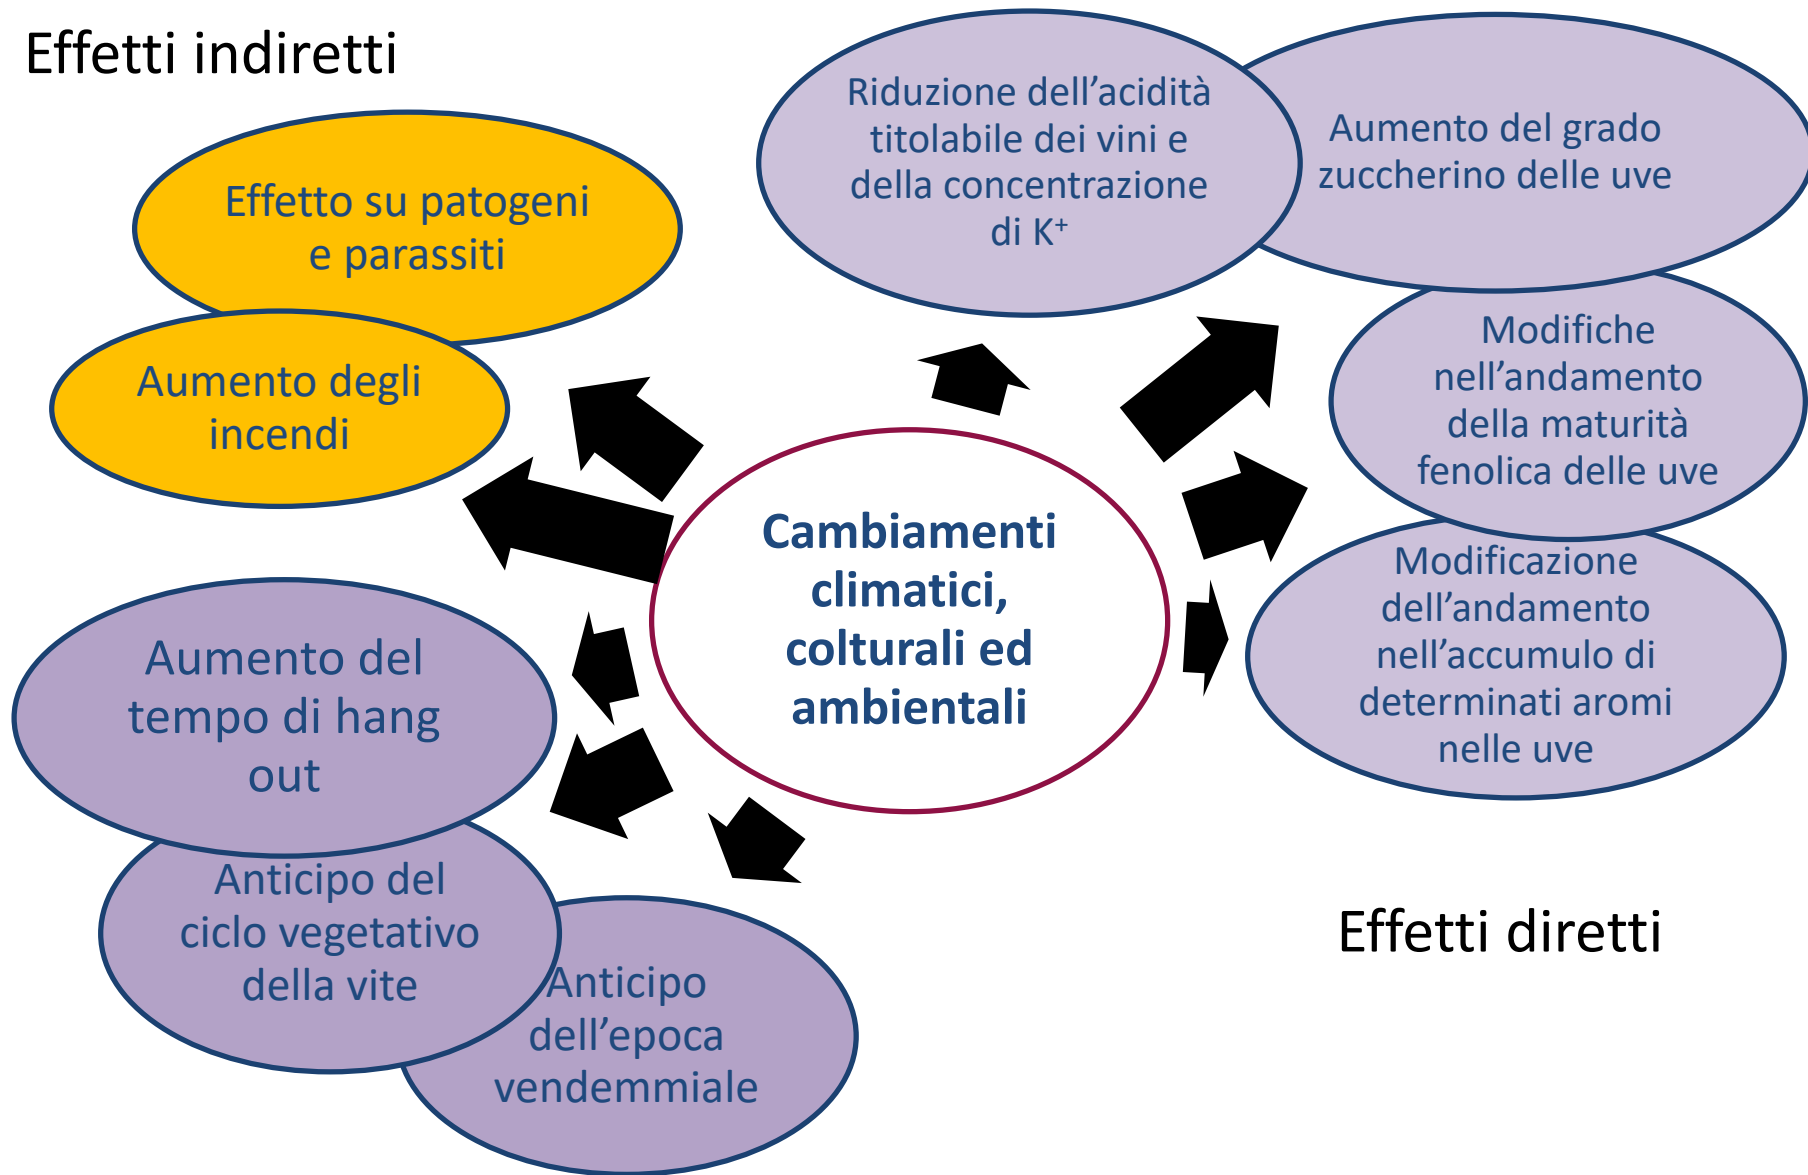 Effetti indiretti
Effetto su patogeni
e parassiti
Aumento degli
incendi
Aumento del
tempo di hang
out
Anticipo del
ciclo vegetativo
della vite
Anticipo
dell’epoca
vendemmiale
Cambiamenti
climatici,
colturali ed
ambientali
Riduzione dell’acidità
titolabile dei vini e
della concentrazione
di K⁺
Aumento del grado
zuccherino delle uve
Modifiche
nell’andamento
della maturità
fenolica delle uve
Modificazione
dell’andamento
nell’accumulo di
determinati aromi
nelle uve
Effetti diretti